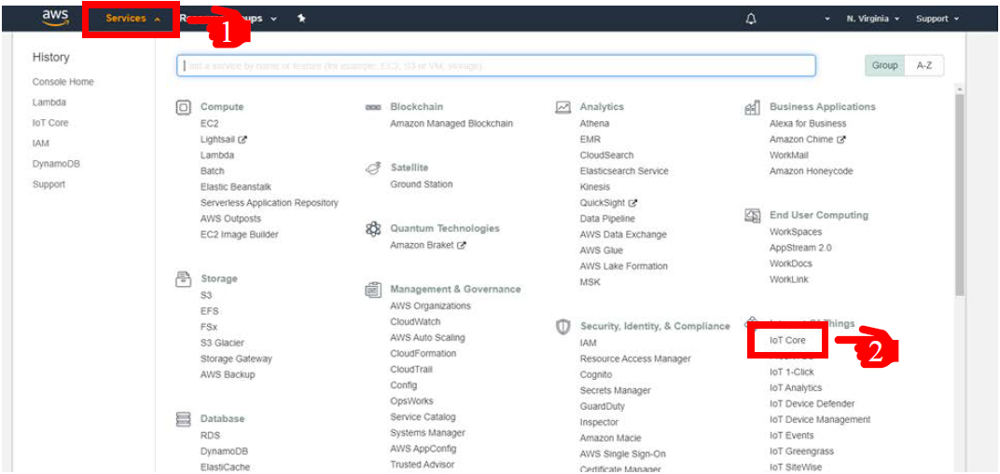 aws
Services
1
N. Virginia
Support
History
Console Home
Lambda
IoT Core
IAM
DynamoDB
Support
Find a service by name or feature (for example, EC2, S3 or VM, storage).
Group
A-Z
Compute
EC2
Lightsail
Lambda
Batch
Elastic Beanstalk
Serverless Application Repository
AWS Outposts
EC2 Image Builder
Storage
S3
EFS
FSx
S3 Glacier
Storage Gateway
AWS Backup
Database
RDS
DynamoDB
ElastiCache
Blockchain
Amazon Managed Blockchain
Satellite
Ground Station
Quantum Technologies
Amazon Braket
Management & Governance
AWS Organizations
CloudWatch
AWS Auto Scaling
CloudFormation
CloudTrail
Config
OpsWorks
Service Catalog
Systems Manager
AWS AppConfig
Trusted Advisor
Analytics
Athena
EMR
CloudSearch
Elasticsearch Service
Kinesis
QuickSight
Data Pipeline
AWS Data Exchange
AWS Glue
AWS Lake Formation
MSK
Security, Identity, & Compliance
IAM
Resource Access Manager
Cognito
Secrets Manager
GuardDuty
Inspector
Amazon Macie
AWS Single Sign-On
Certificate Manager
Business Applications
Alexa for Business
Amazon Chime
WorkMail
Amazon Honeycode
End User Computing
WorkSpaces
AppStream 2.0
WorkDocs
WorkLink
Things
IoT Core
2
IoT 1-Click
IoT Analytics
IoT Device Defender
IoT Device Management
IoT Events
IoT Greengrass
IoT SiteWise